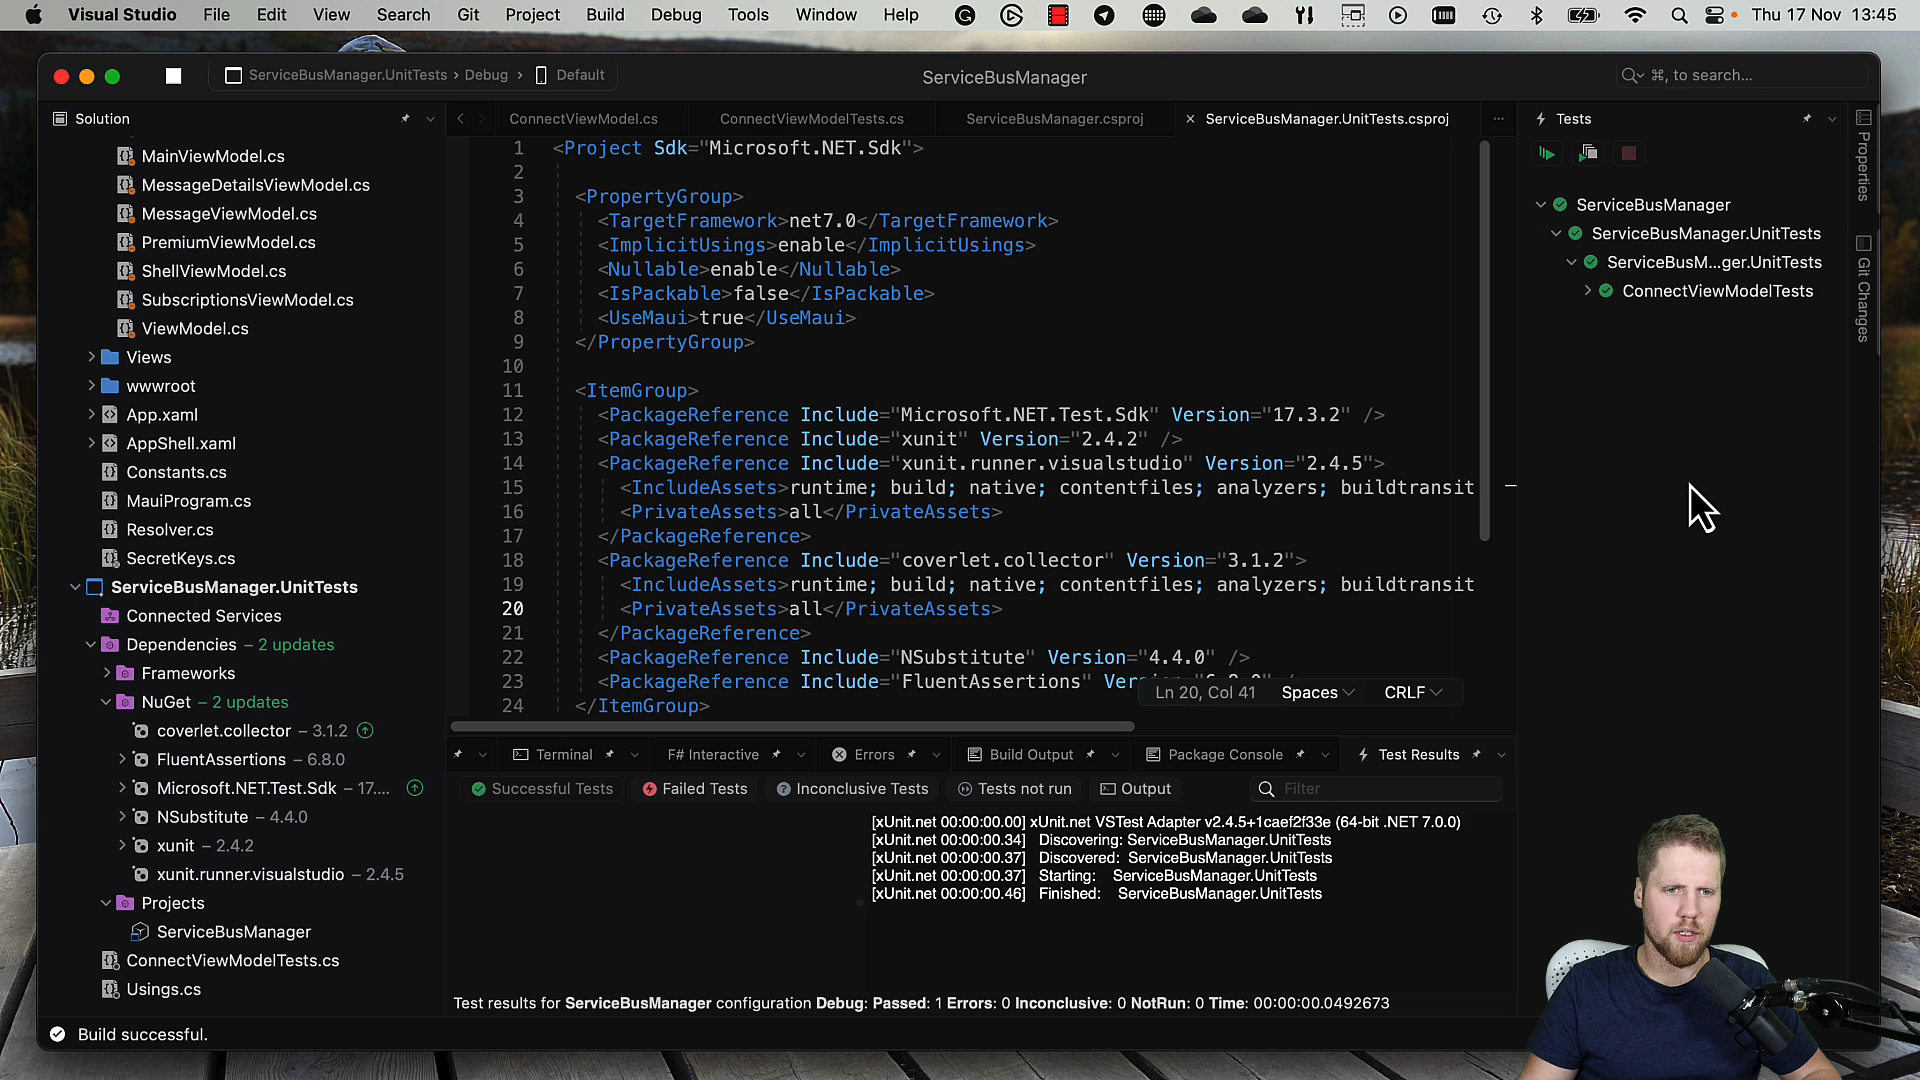 Visual Studio File Edit View Search Git Project Build Debug Tools Window Help Thu 17 Nov 13:45
ServiceBusManager.UnitTests › Debug › Default
ServiceBusManager
⌘, to search...
Solution
ConnectViewModel.cs
ConnectViewModelTests.cs
ServiceBusManager.csproj
ServiceBusManager.UnitTests.csproj
Tests
MainViewModel.cs
MessageDetailsViewModel.cs
MessageViewModel.cs
PremiumViewModel.cs
ShellViewModel.cs
SubscriptionsViewModel.cs
ViewModel.cs
Views
wwwroot
App.xaml
AppShell.xaml
Constants.cs
MauiProgram.cs
Resolver.cs
SecretKeys.cs
ServiceBusManager.UnitTests
Connected Services
Dependencies – 2 updates
Frameworks
NuGet – 2 updates
coverlet.collector – 3.1.2
FluentAssertions – 6.8.0
Microsoft.NET.Test.Sdk – 17....
NSubstitute – 4.4.0
xunit – 2.4.2
xunit.runner.visualstudio – 2.4.5
Projects
ServiceBusManager
ConnectViewModelTests.cs
Usings.cs
1 <Project Sdk="Microsoft.NET.Sdk">
2
3 <PropertyGroup>
4 <TargetFramework>net7.0</TargetFramework>
5 <ImplicitUsings>enable</ImplicitUsings>
6 <Nullable>enable</Nullable>
7 <IsPackable>false</IsPackable>
8 <UseMaui>true</UseMaui>
9 </PropertyGroup>
10
11 <ItemGroup>
12 <PackageReference Include="Microsoft.NET.Test.Sdk" Version="17.3.2" />
13 <PackageReference Include="xunit" Version="2.4.2" />
14 <PackageReference Include="xunit.runner.visualstudio" Version="2.4.5">
15 <IncludeAssets>runtime; build; native; contentfiles; analyzers; buildtransit
16 <PrivateAssets>all</PrivateAssets>
17 </PackageReference>
18 <PackageReference Include="coverlet.collector" Version="3.1.2">
19 <IncludeAssets>runtime; build; native; contentfiles; analyzers; buildtransit
20 <PrivateAssets>all</PrivateAssets>
21 </PackageReference>
22 <PackageReference Include="NSubstitute" Version="4.4.0" />
23 <PackageReference Include="FluentAssertions" Ver
24 </ItemGroup>
Ln 20, Col 41 Spaces CRLF
ServiceBusManager
ServiceBusManager.UnitTests
ServiceBusM...ger.UnitTests
ConnectViewModelTests
Properties
Git Changes
Terminal
F# Interactive
Errors
Build Output
Package Console
Test Results
Successful Tests
Failed Tests
Inconclusive Tests
Tests not run
Output
Filter
[xUnit.net 00:00:00.00] xUnit.net VSTest Adapter v2.4.5+1caef2f33e (64-bit .NET 7.0.0)
[xUnit.net 00:00:00.34] Discovering: ServiceBusManager.UnitTests
[xUnit.net 00:00:00.37] Discovered: ServiceBusManager.UnitTests
[xUnit.net 00:00:00.37] Starting: ServiceBusManager.UnitTests
[xUnit.net 00:00:00.46] Finished: ServiceBusManager.UnitTests
Test results for ServiceBusManager configuration Debug: Passed: 1 Errors: 0 Inconclusive: 0 NotRun: 0 Time: 00:00:00.0492673
Build successful.